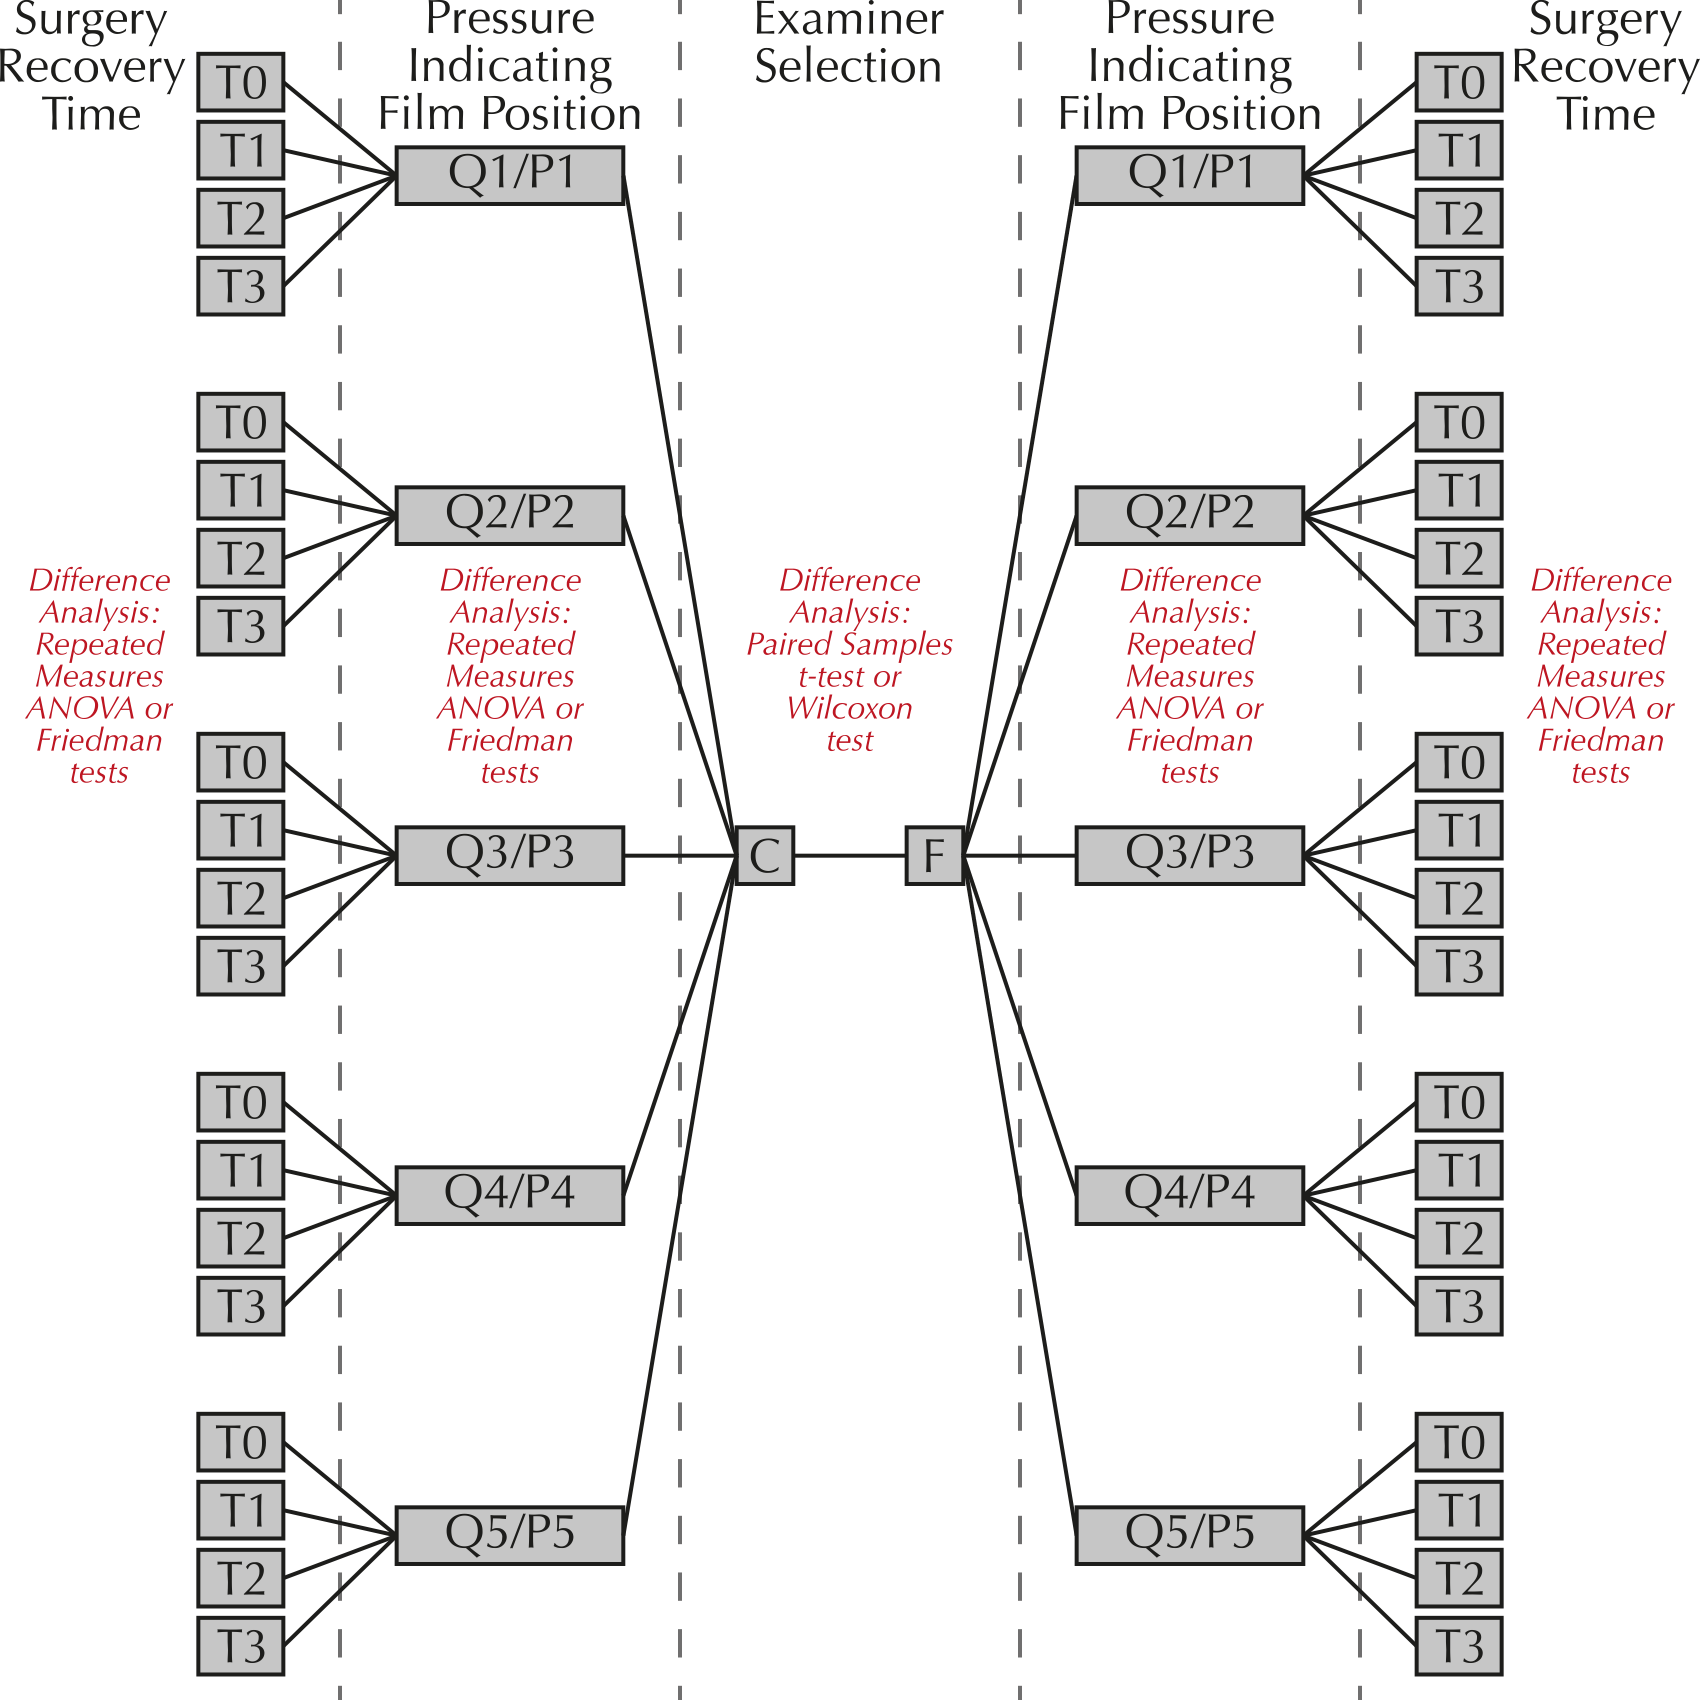 Surgery
Recovery
Time
Pressure
Indicating
Film Position
Examiner
Selection
Pressure
Indicating
Film Position
Surgery
Recovery
Time
T0
T1
T2
T3
Q1/P1
Q1/P1
T0
T1
T2
T3
T0
T1
T2
T3
Q2/P2
Q2/P2
T0
T1
T2
T3
Difference
Analysis:
Repeated
Measures
ANOVA or
Friedman
tests
Difference
Analysis:
Repeated
Measures
ANOVA or
Friedman
tests
Difference
Analysis:
Paired Samples
t-test or
Wilcoxon
test
Difference
Analysis:
Repeated
Measures
ANOVA or
Friedman
tests
Difference
Analysis:
Repeated
Measures
ANOVA or
Friedman
tests
T0
T1
T2
T3
Q3/P3
C
F
Q3/P3
T0
T1
T2
T3
T0
T1
T2
T3
Q4/P4
Q4/P4
T0
T1
T2
T3
T0
T1
T2
T3
Q5/P5
Q5/P5
T0
T1
T2
T3